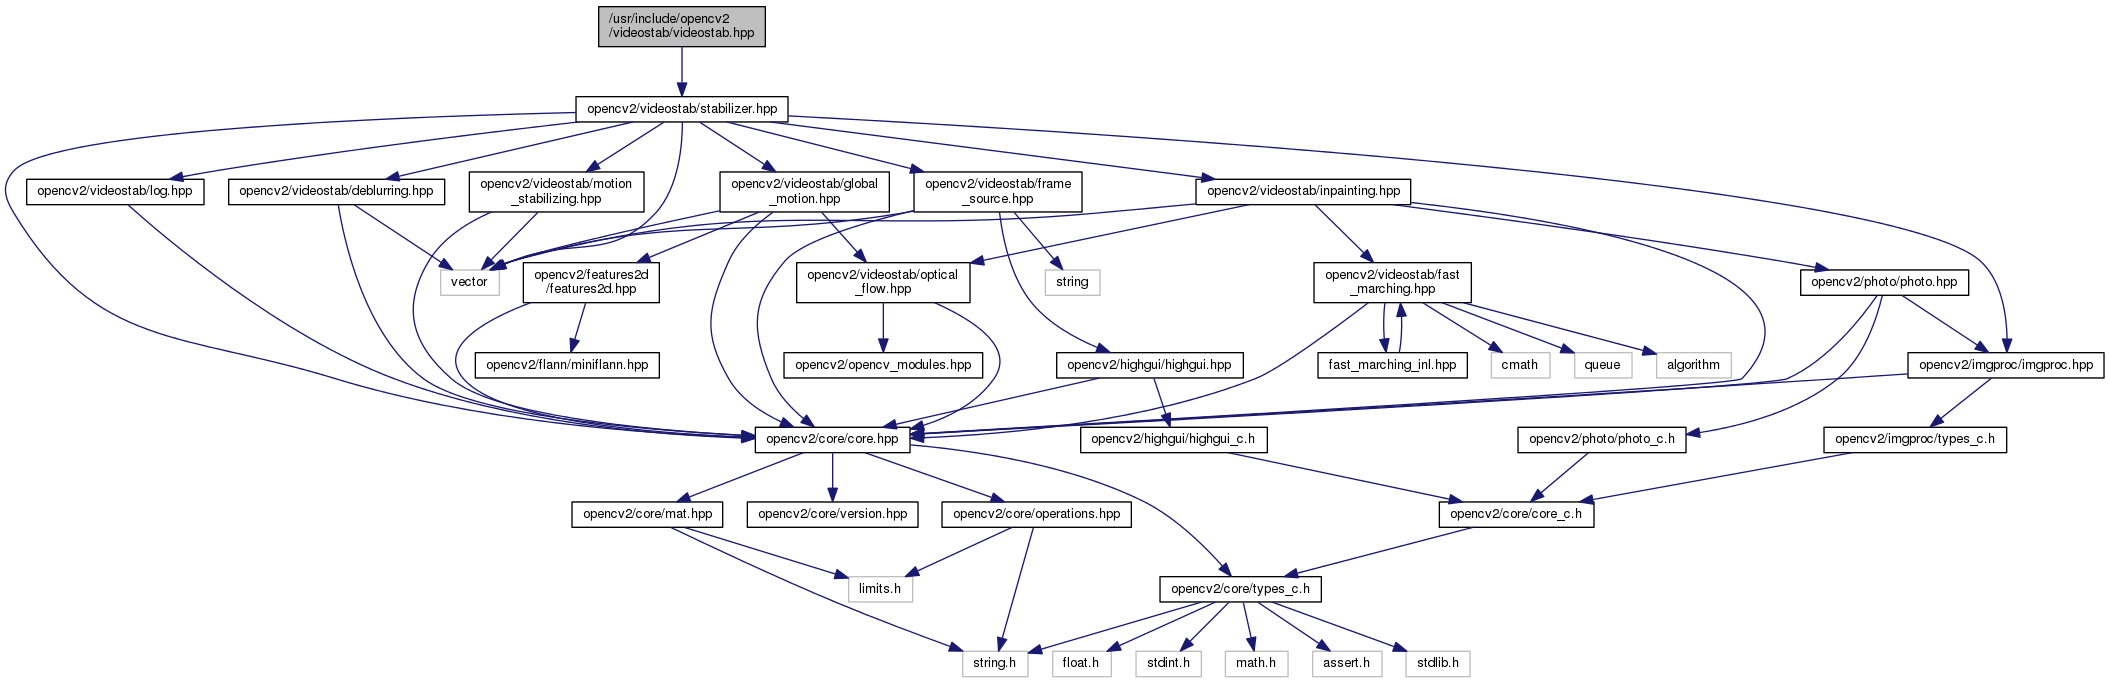 /usr/include/opencv2
/videostab/videostab.hpp
opencv2/videostab/stabilizer.hpp
opencv2/videostab/log.hpp
opencv2/videostab/deblurring.hpp
opencv2/videostab/motion
_stabilizing.hpp
opencv2/videostab/global
_motion.hpp
opencv2/videostab/frame
_source.hpp
opencv2/videostab/inpainting.hpp
vector
opencv2/features2d
/features2d.hpp
opencv2/videostab/optical
_flow.hpp
string
opencv2/videostab/fast
_marching.hpp
opencv2/photo/photo.hpp
opencv2/flann/miniflann.hpp
opencv2/opencv_modules.hpp
opencv2/highgui/highgui.hpp
fast_marching_inl.hpp
cmath
queue
algorithm
opencv2/imgproc/imgproc.hpp
opencv2/core/core.hpp
opencv2/highgui/highgui_c.h
opencv2/photo/photo_c.h
opencv2/imgproc/types_c.h
opencv2/core/mat.hpp
opencv2/core/version.hpp
opencv2/core/operations.hpp
opencv2/core/core_c.h
limits.h
opencv2/core/types_c.h
string.h
float.h
stdint.h
math.h
assert.h
stdlib.h